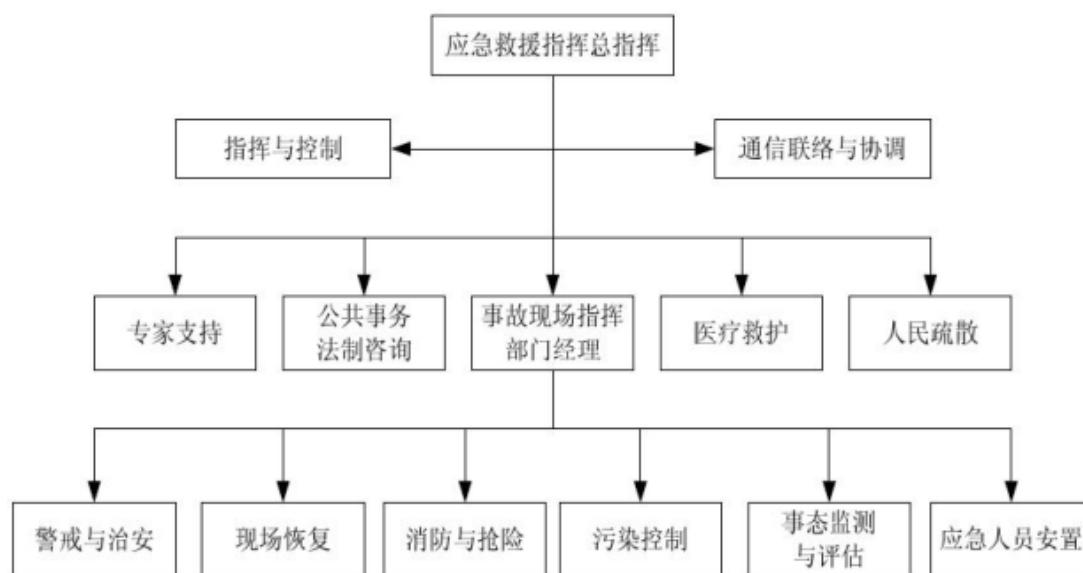 应急救援指挥总指挥
指挥与控制
通信联络与协调
专家支持
公共事务
法制咨询
事故现场指挥
部门经理
医疗救护
人民疏散
警戒与治安
现场恢复
消防与抢险
污染控制
事态监测
与评估
应急人员安置